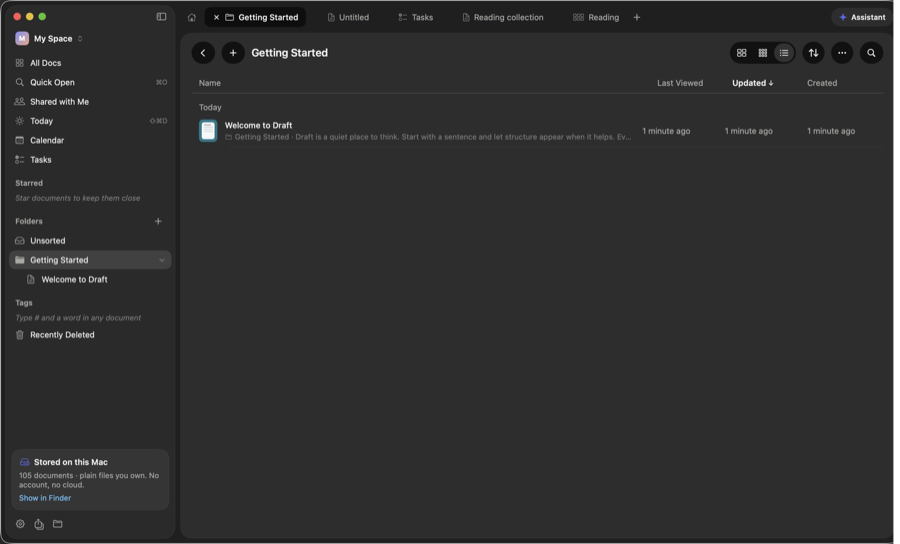 Getting Started
Untitled
Tasks
Reading collection
Reading
Assistant
My Space
All Docs
Quick Open ⌘O
Shared with Me
Today ⇧⌘D
Calendar
Tasks
Starred
Star documents to keep them close
Folders
Unsorted
Getting Started
Welcome to Draft
Tags
Type # and a word in any document
Recently Deleted
Stored on this Mac
105 documents · plain files you own. No
account, no cloud.
Show in Finder
Getting Started
Name Last Viewed Updated ↓ Created
Today
Welcome to Draft
Getting Started · Draft is a quiet place to think. Start with a sentence and let structure appear when it helps. Ev...
1 minute ago 1 minute ago 1 minute ago